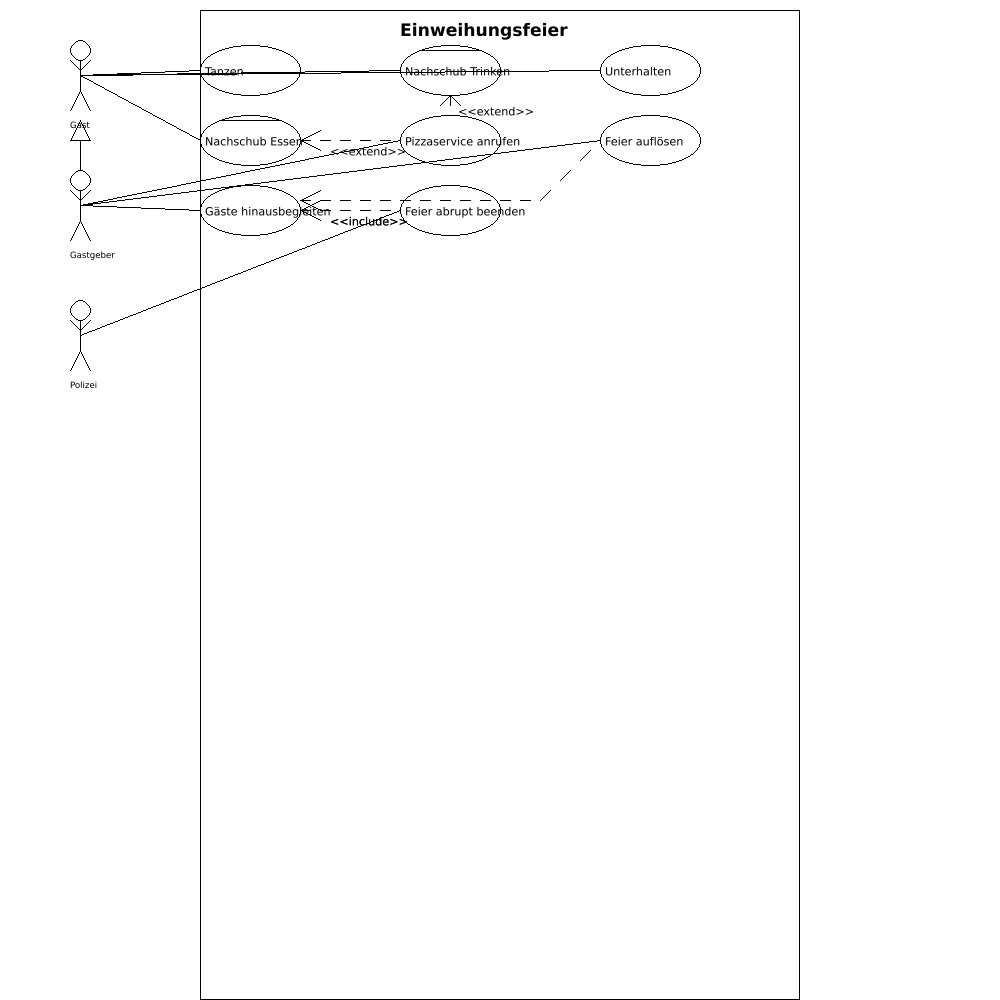 Einweihungsfeier
Gast
Tanzen
Nachschub Trinken
Unterhalten
<<extend>>
Nachschub Essen
<<extend>>
Pizzaservice anrufen
Feier auflösen
Gastgeber
Gäste hinausbegleiten
<<include>>
Feier abrupt beenden
Polizei